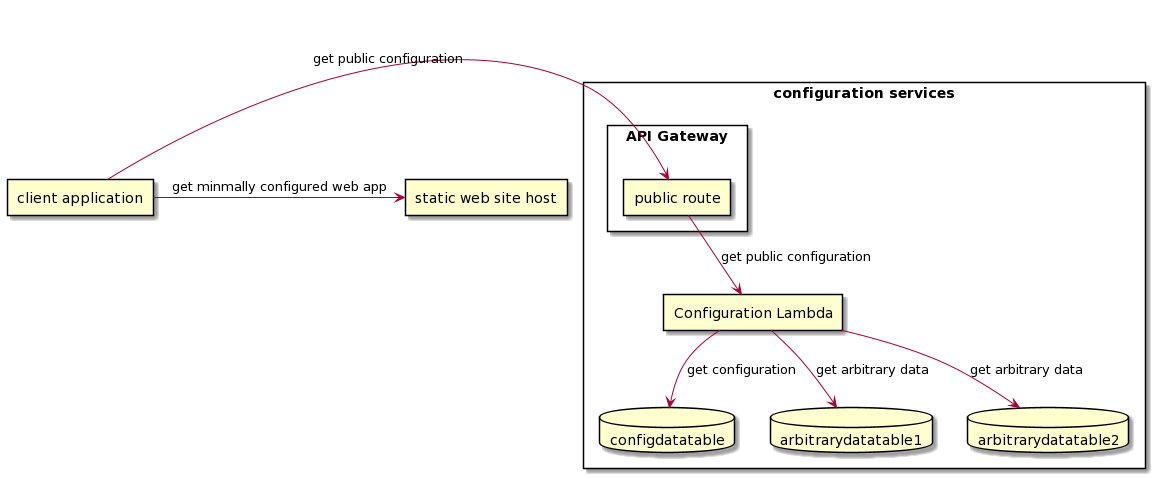 get public configuration
configuration services
API Gateway
client application
get minmally configured web app
static web site host
public route
get public configuration
Configuration Lambda
get configuration
get arbitrary data
get arbitrary data
configdatatable
arbitrarydatatable1
arbitrarydatatable2